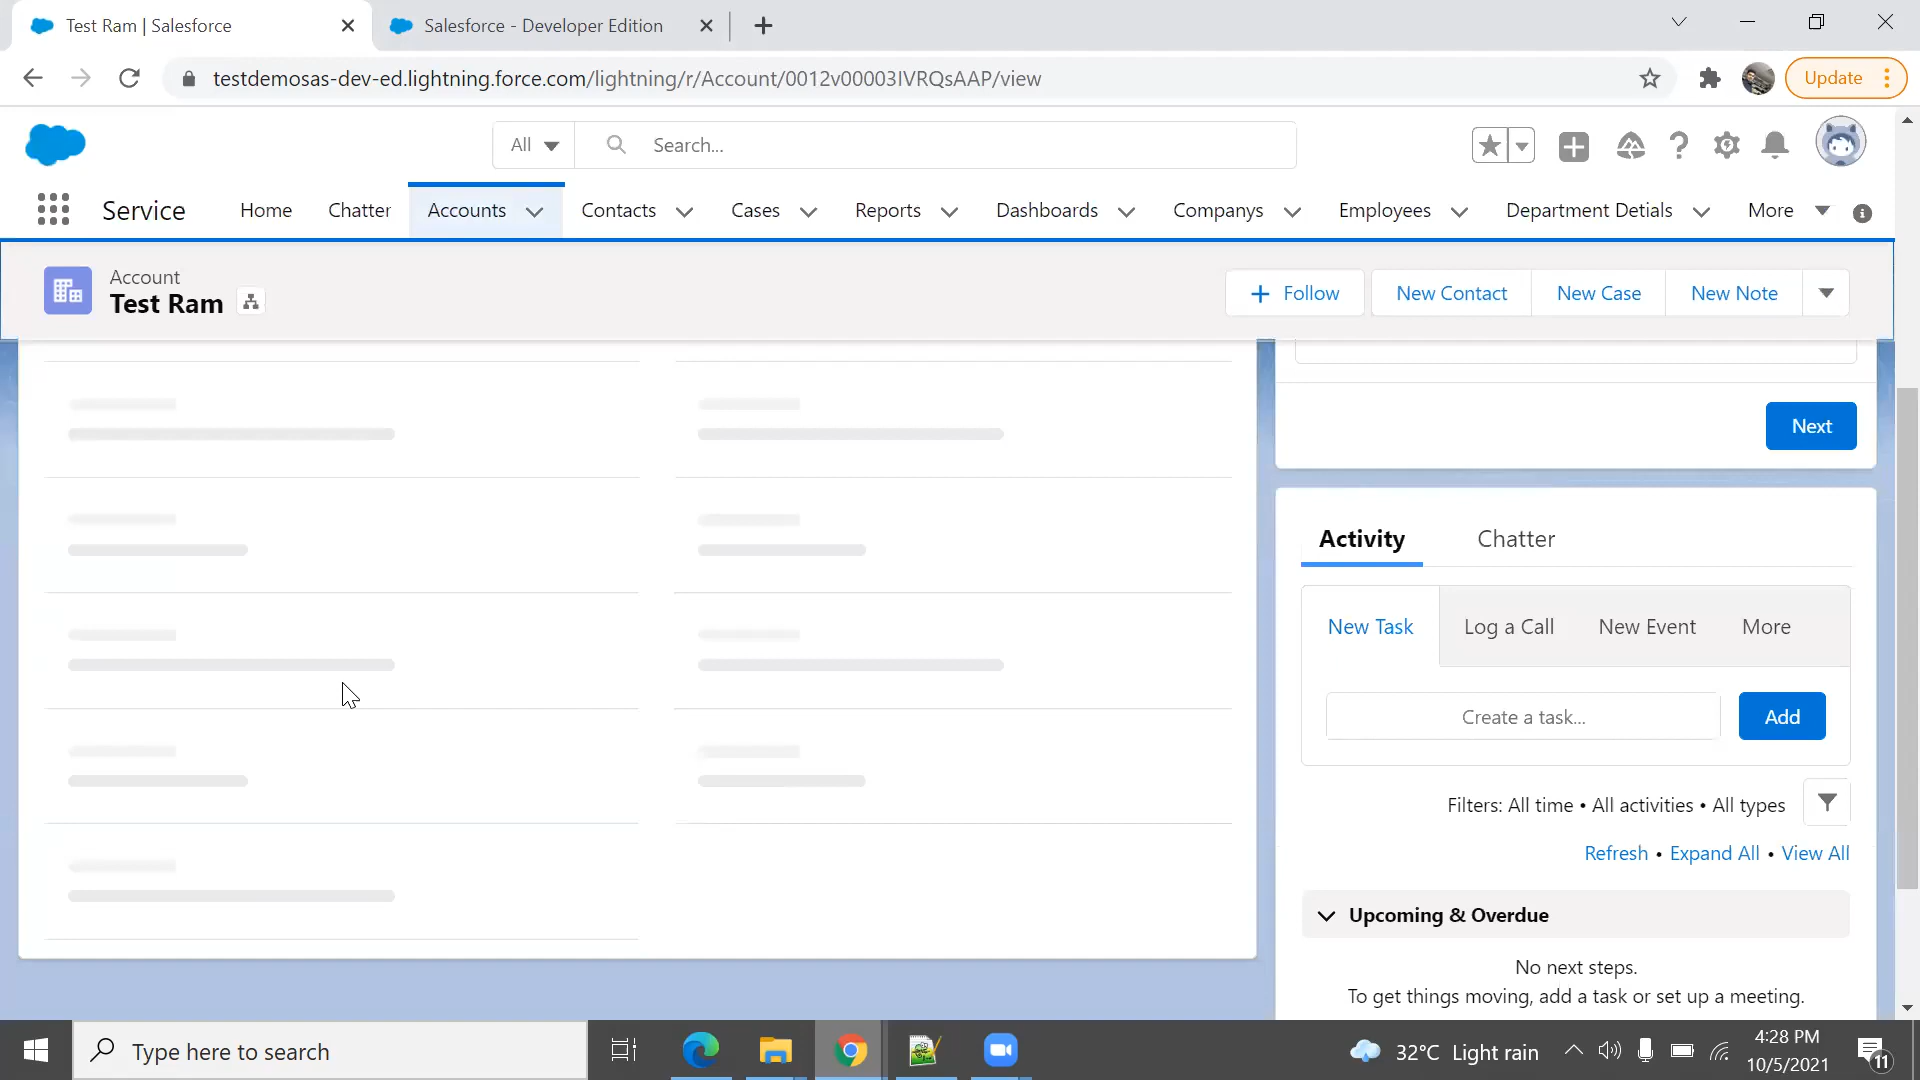 Test Ram | Salesforce
Salesforce - Developer Edition
testdemosas-dev-ed.lightning.force.com/lightning/r/Account/0012v00003IVRQsAAP/view
Update
All
Search...
Service
Home
Chatter
Accounts
Contacts
Cases
Reports
Dashboards
Companys
Employees
Department Detials
More
Account
Test Ram
Follow
New Contact
New Case
New Note
Next
Activity
Chatter
New Task
Log a Call
New Event
More
Create a task...
Add
Filters: All time • All activities • All types
Refresh • Expand All • View All
Upcoming & Overdue
No next steps.
To get things moving, add a task or set up a meeting.
Type here to search
32°C Light rain
4:28 PM
10/5/2021
11